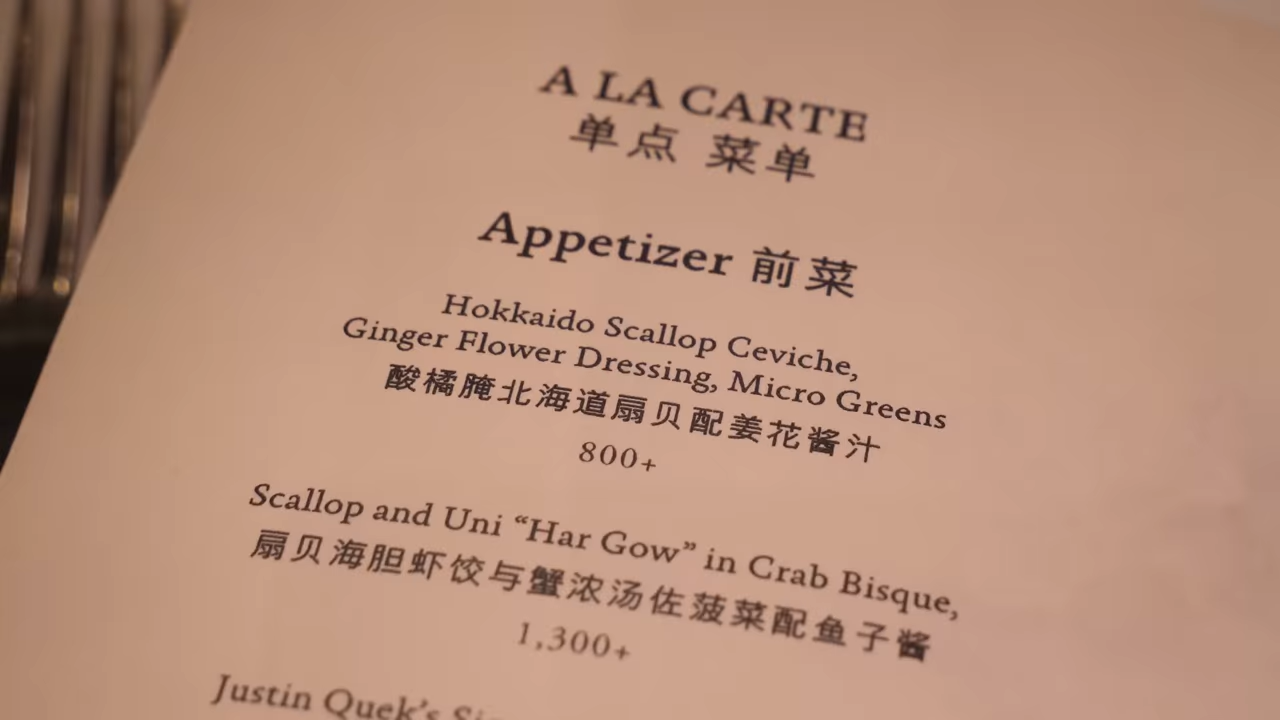 A LA CARTE
单点 菜单
Appetizer 前菜
Hokkaido Scallop Ceviche,
Ginger Flower Dressing, Micro Greens
酸橘腌北海道扇贝配姜花酱汁
800+
Scallop and Uni “Har Gow” in Crab Bisque,
扇贝海胆虾饺与蟹浓汤佐菠菜配鱼子酱
1,300+
Justin Quek’s